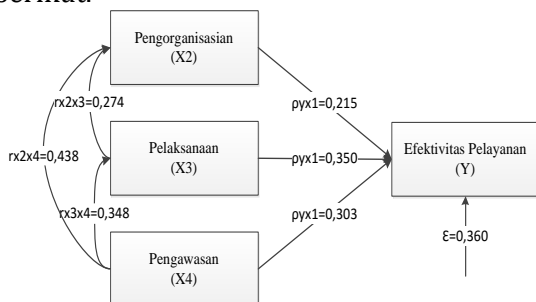 Pengorganisasian
(X2)
rx2x3=0,274
ρyx1=0,215
rx2x4=0,438
Pelaksanaan
(X3)
ρyx1=0,350
Efektivitas Pelayanan
(Y)
rx3x4=0,348
ρyx1=0,303
Ɛ=0,360
Pengawasan
(X4)